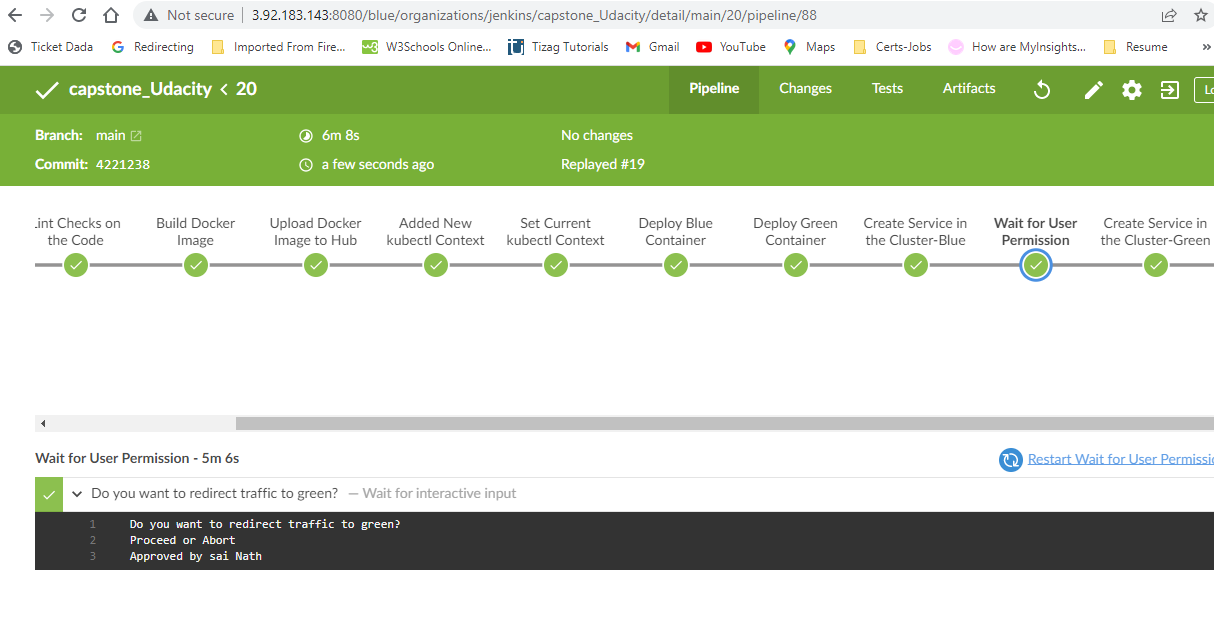 Not secure | 3.92.183.143:8080/blue/organizations/jenkins/capstone_Udacity/detail/main/20/pipeline/88
Ticket Dada Redirecting Imported From Fire... W3Schools Online... Tizag Tutorials Gmail YouTube Maps Certs-Jobs How are MyInsights... Resume »
capstone_Udacity < 20 Pipeline Changes Tests Artifacts Lo
Branch: main 6m 8s No changes
Commit: 4221238 a few seconds ago Replayed #19
int Checks on the Code
Build Docker Image
Upload Docker Image to Hub
Added New kubectl Context
Set Current kubectl Context
Deploy Blue Container
Deploy Green Container
Create Service in the Cluster-Blue
Wait for User Permission
Create Service in the Cluster-Green
Wait for User Permission - 5m 6s Restart Wait for User Permissic
Do you want to redirect traffic to green? — Wait for interactive input
1 Do you want to redirect traffic to green?
2 Proceed or Abort
3 Approved by sai Nath